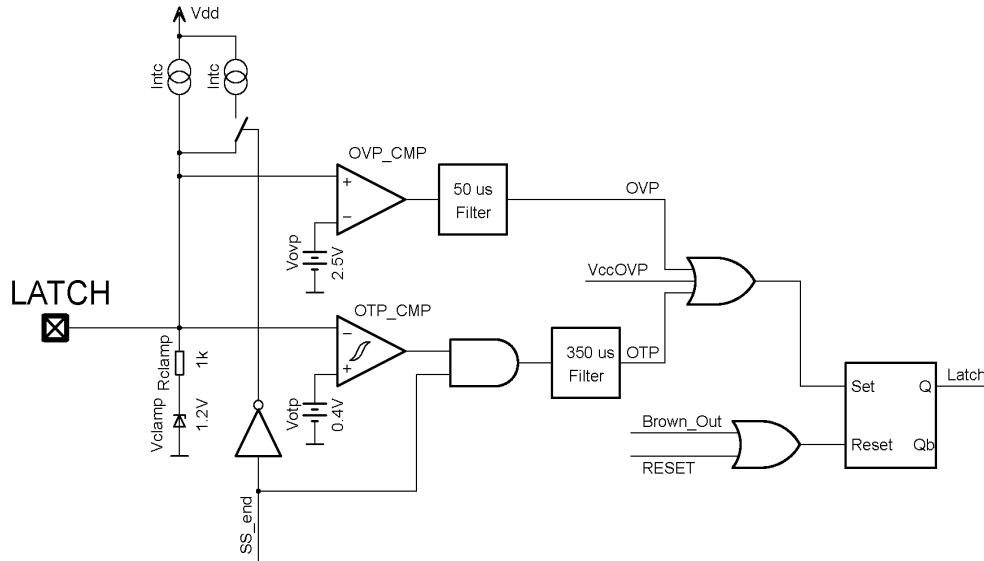 Vdd
Intc
Intc
OVP_CMP
+
−
50 us
Filter
OVP
Vovp
2.5V
VccOVP
LATCH
OTP_CMP
−
+
350 us
Filter
OTP
Rclamp
1k
Vclamp
1.2V
Votp
0.4V
Set
Q
Latch
Brown_Out
RESET
Reset
Qb
SS_end